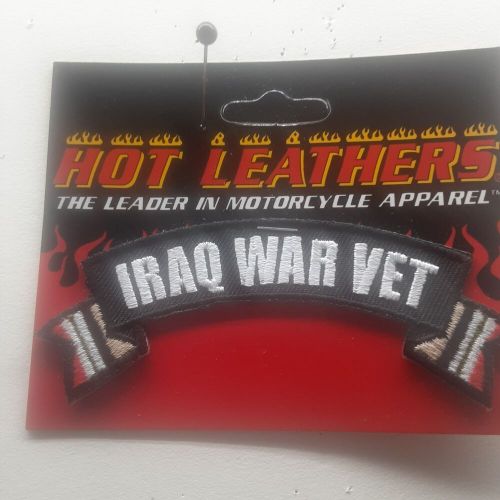 HOT LEATHERS
THE LEADER IN MOTORCYCLE APPAREL™
IRAQ WAR VET